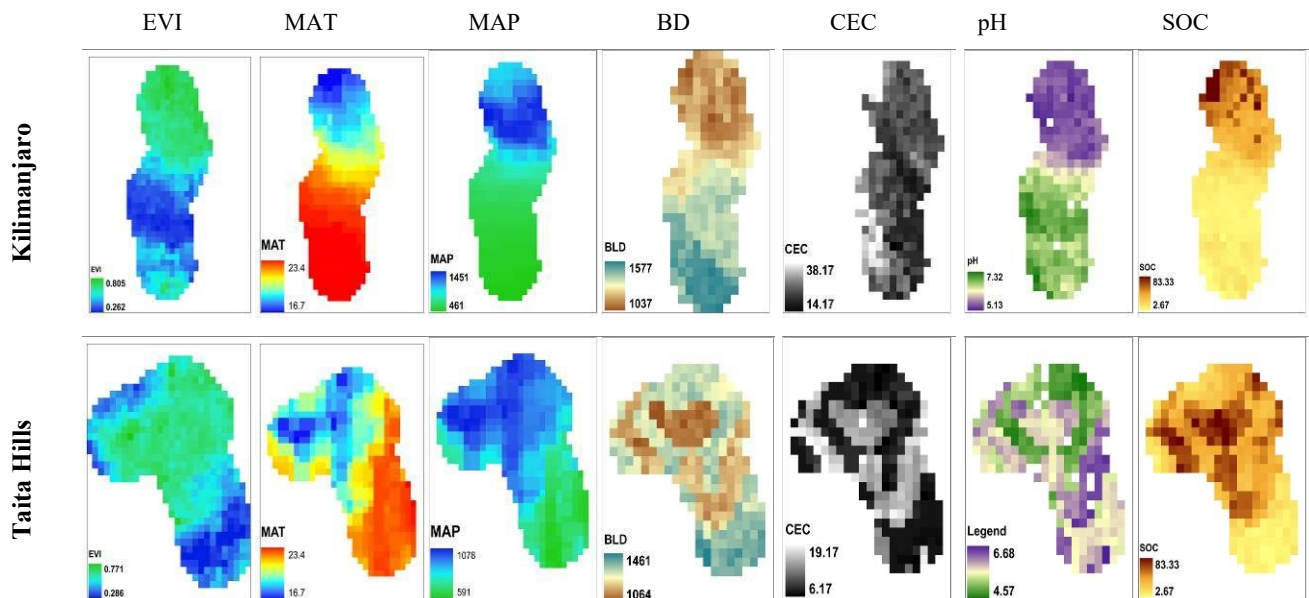 EVI MAT MAP BD CEC pH SOC
Kilimanjaro
EVI
0.805
0.262
MAT
23.4
16.7
MAP
1451
461
BLD
1577
1037
CEC
38.17
14.17
pH
7.32
5.13
SOC
83.33
2.67
Taita Hills
EVI
0.771
0.286
MAT
23.4
16.7
MAP
1078
591
BLD
1461
1064
CEC
19.17
6.17
Legend
6.68
4.57
SOC
83.33
2.67